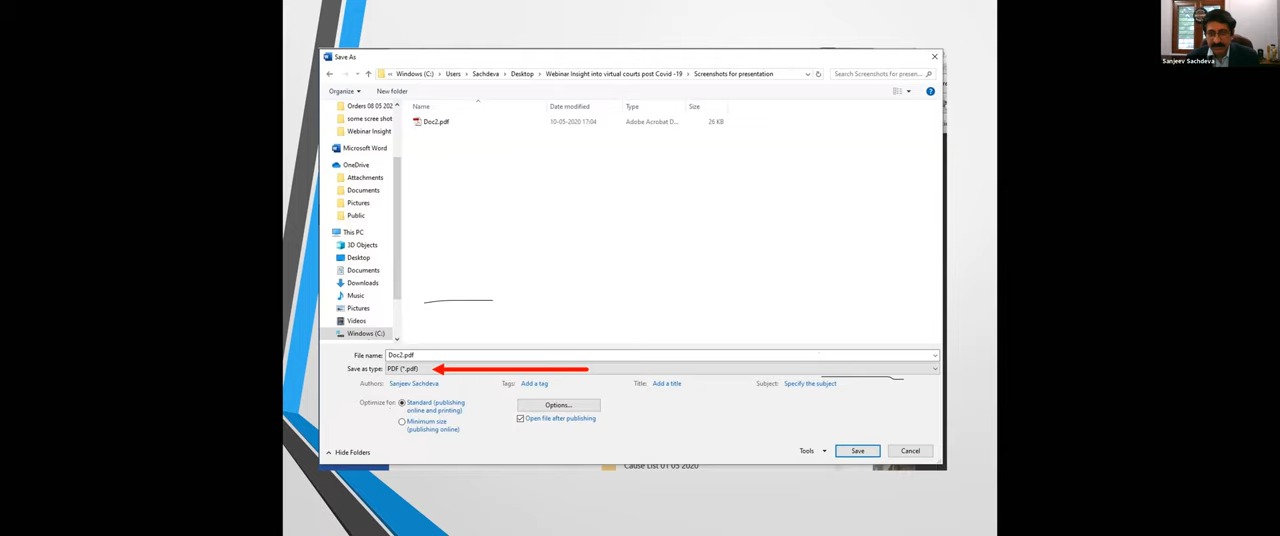 Save As
Windows (C:) Users Sachdeva Desktop Webinar Insight into virtual courts post Covid -19 Screenshots for presentation Search Screenshots for presentation
Organize New folder
Name Date modified Type Size
Doc2.pdf 10-05-2020 17:04 Adobe Acrobat D... 26 KB
Orders 08 05 202
some scree shot
Webinar Insight
Microsoft Word
OneDrive
Attachments
Documents
Pictures
Public
This PC
3D Objects
Desktop
Documents
Downloads
Music
Pictures
Videos
Windows (C:)
File name: Doc2.pdf
Save as type: PDF (*.pdf)
Authors: Sanjeev Sachdeva Tags: Add a tag Title: Add a title Subject: Specify the subject
Optimize for: Standard (publishing online and printing)
Minimum size (publishing online)
Options...
Open file after publishing
Hide Folders Tools Save Cancel
Cause List 01 05 2020
Sanjeev Sachdeva